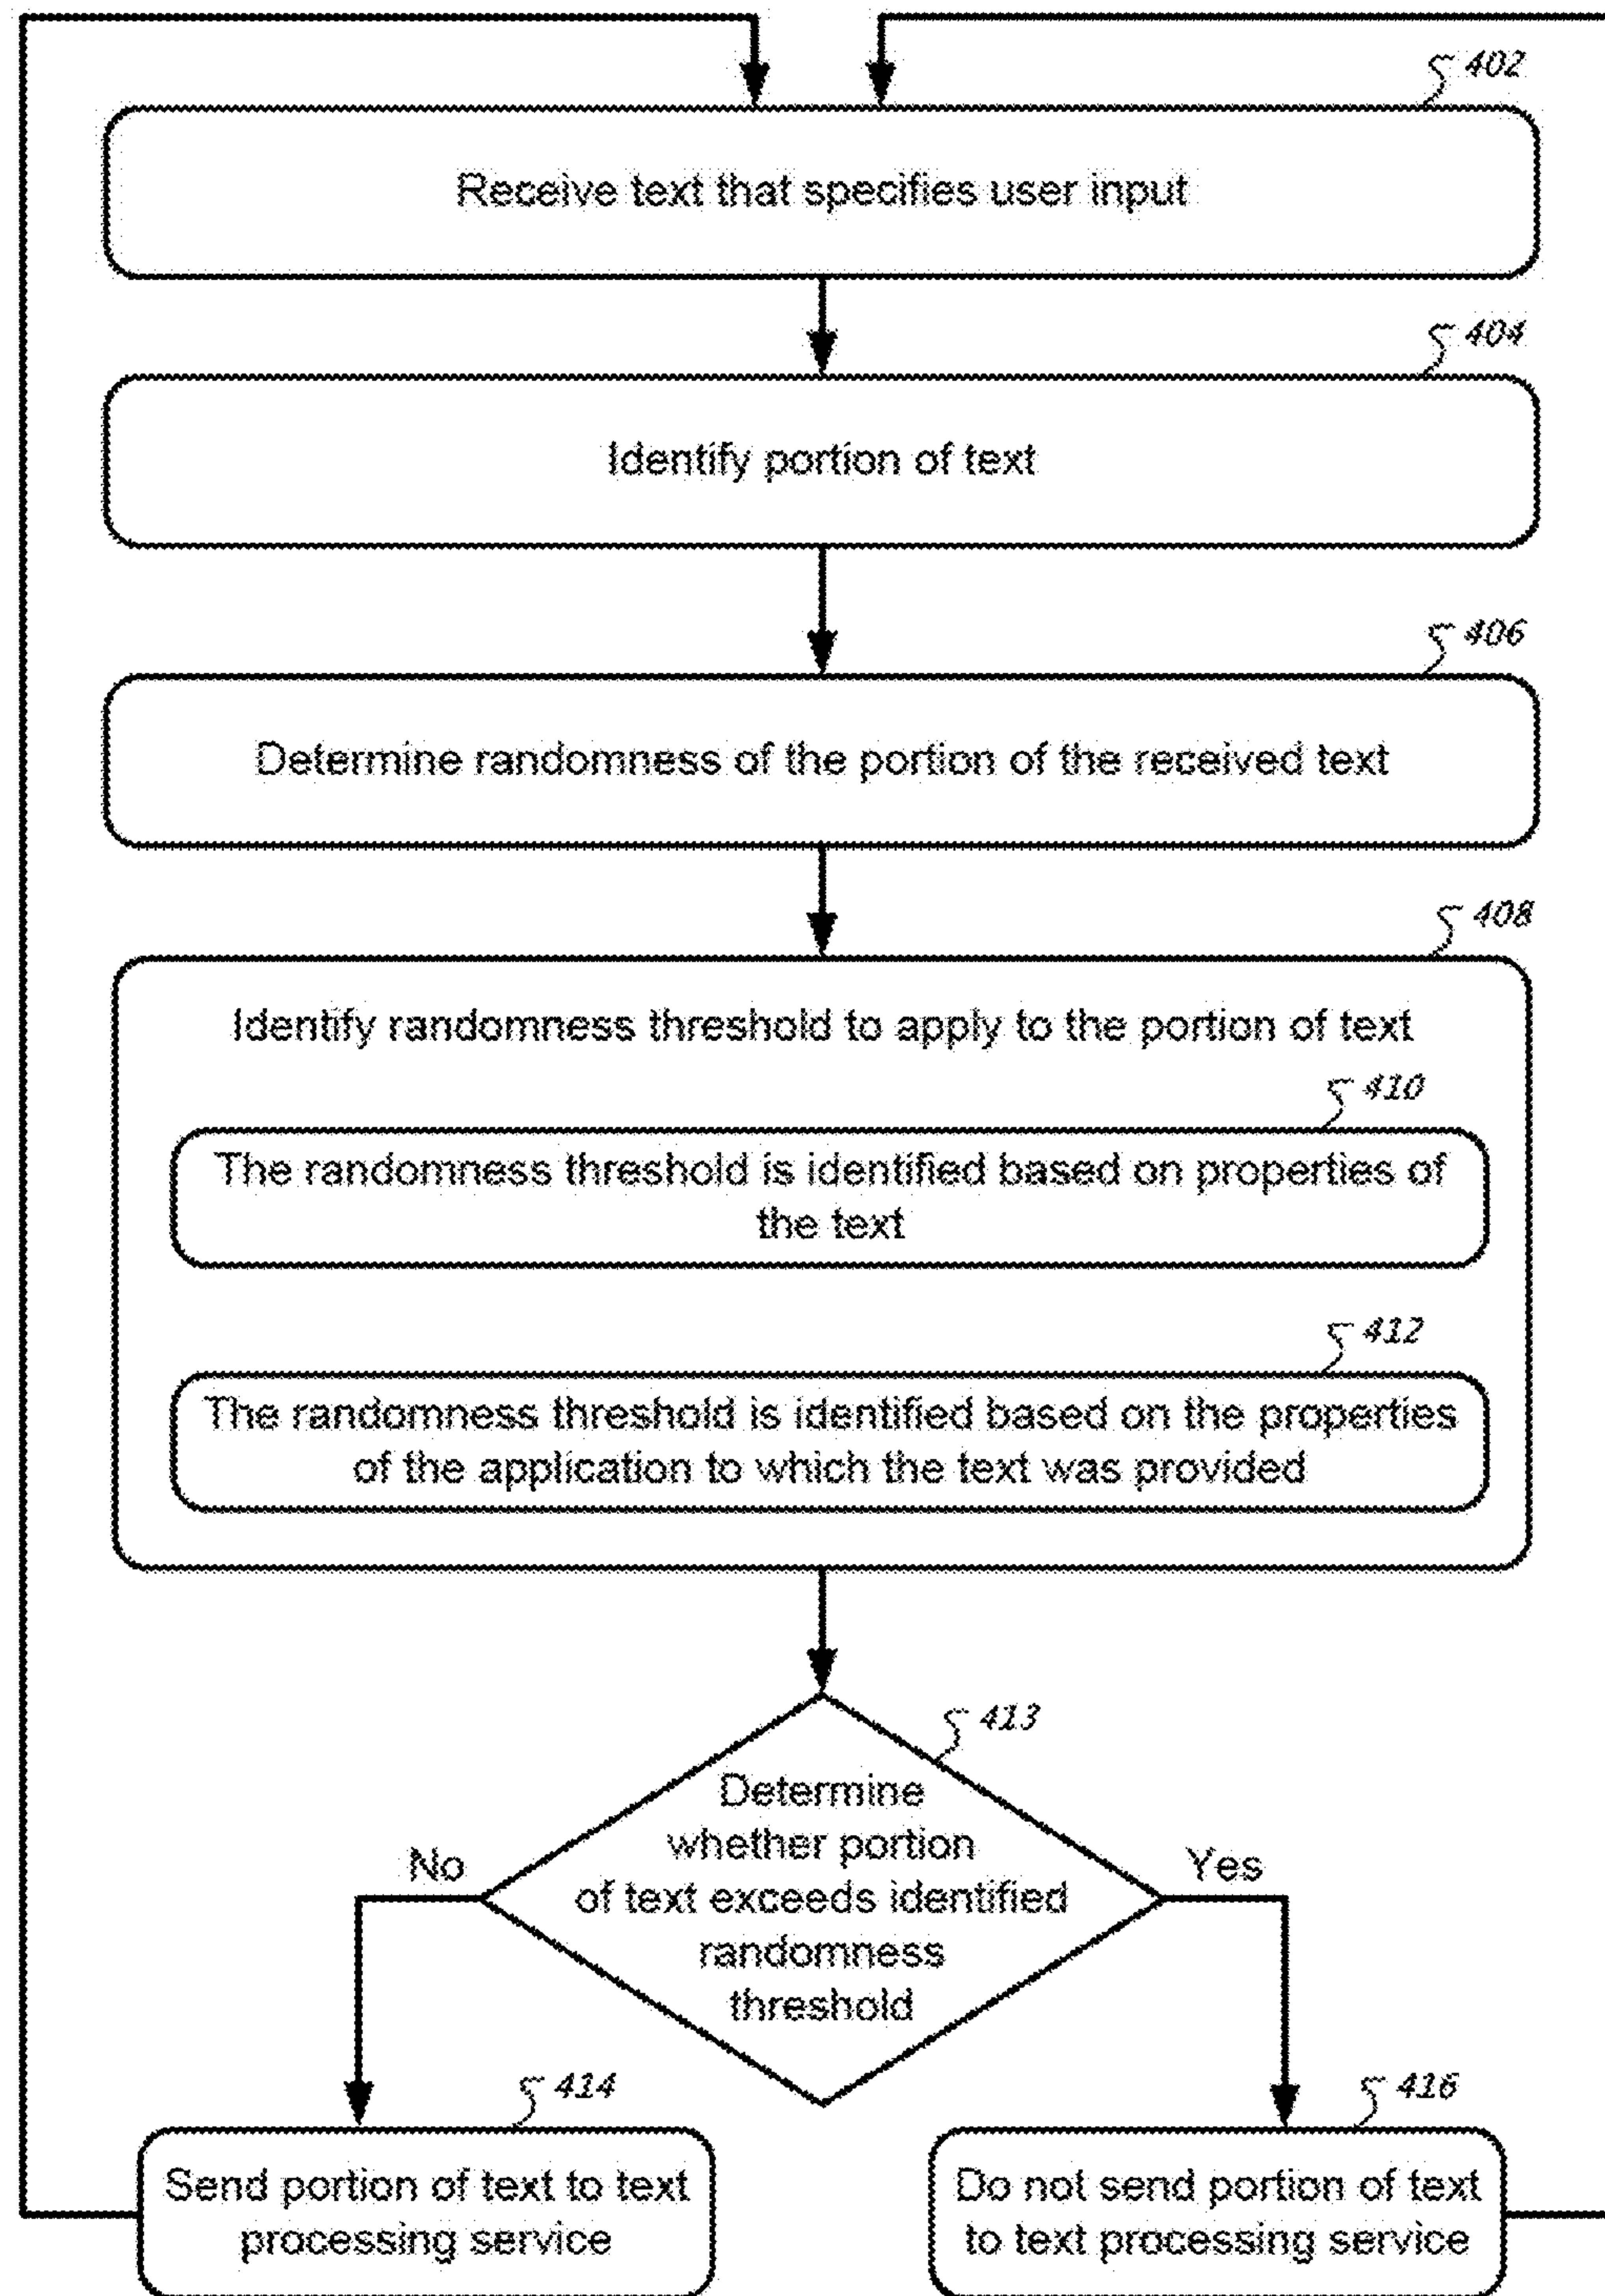 402
Receive text that specifies user input
404
Identify portion of text
406
Determine randomness of the portion of the received text
408
Identify randomness threshold to apply to the portion of text
410
The randomness threshold is identified based on properties of
the text
412
The randomness threshold is identified based on the properties
of the application to which the text was provided
413
Determine
whether portion
of text exceeds identified
randomness
threshold
No
Yes
414
Send portion of text to text
processing service
416
Do not send portion of text
to text processing service